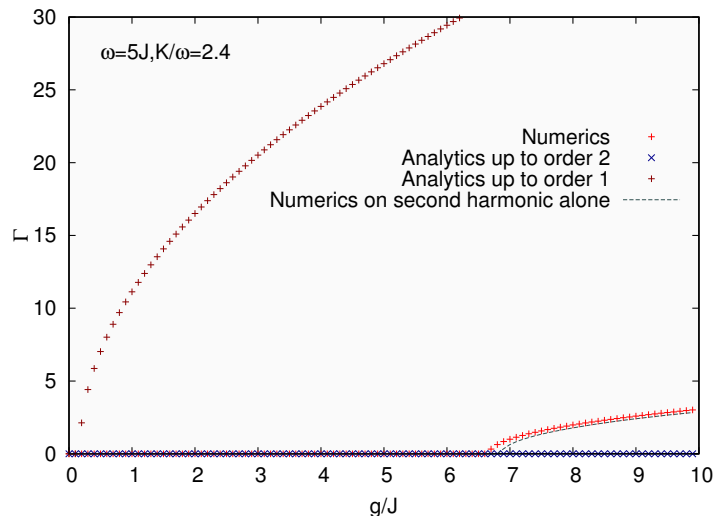 30
25
20
15
10
5
0
Γ
ω=5J,K/ω=2.4
Numerics
Analytics up to order 2
Analytics up to order 1
Numerics on second harmonic alone
0 1 2 3 4 5 6 7 8 9 10
g/J